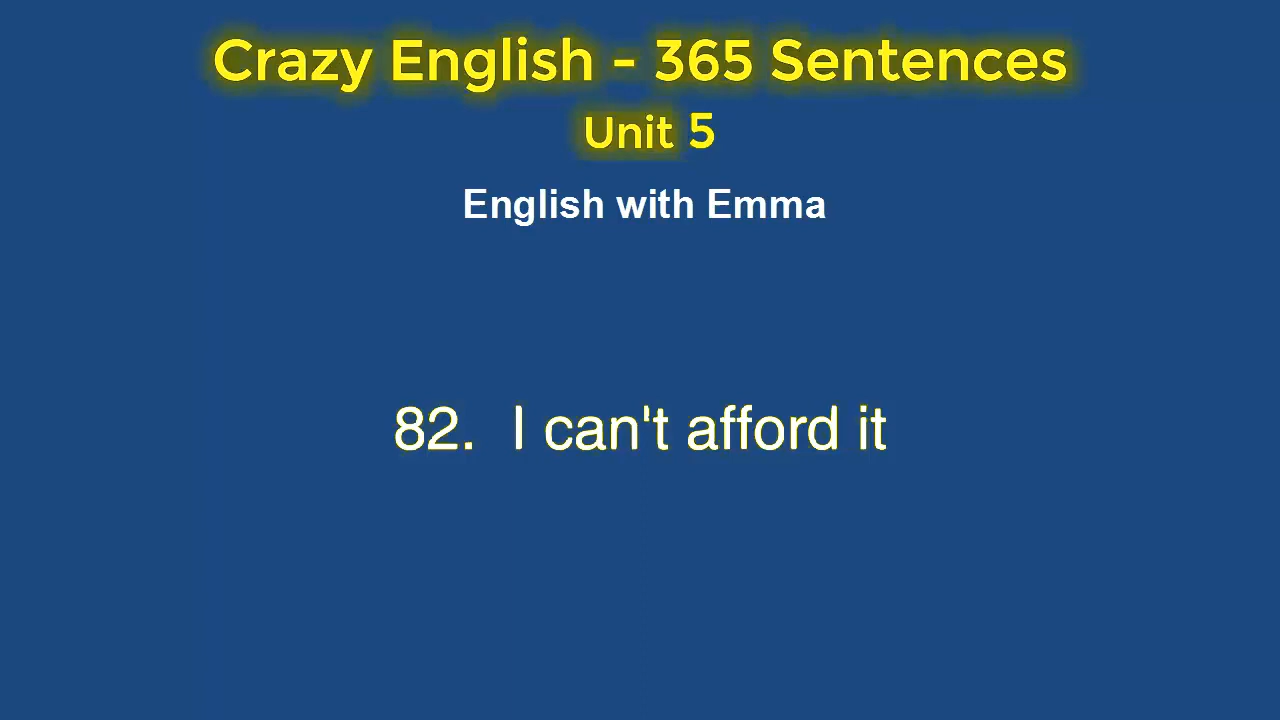 Crazy English - 365 Sentences
Unit 5
English with Emma
82. I can't afford it